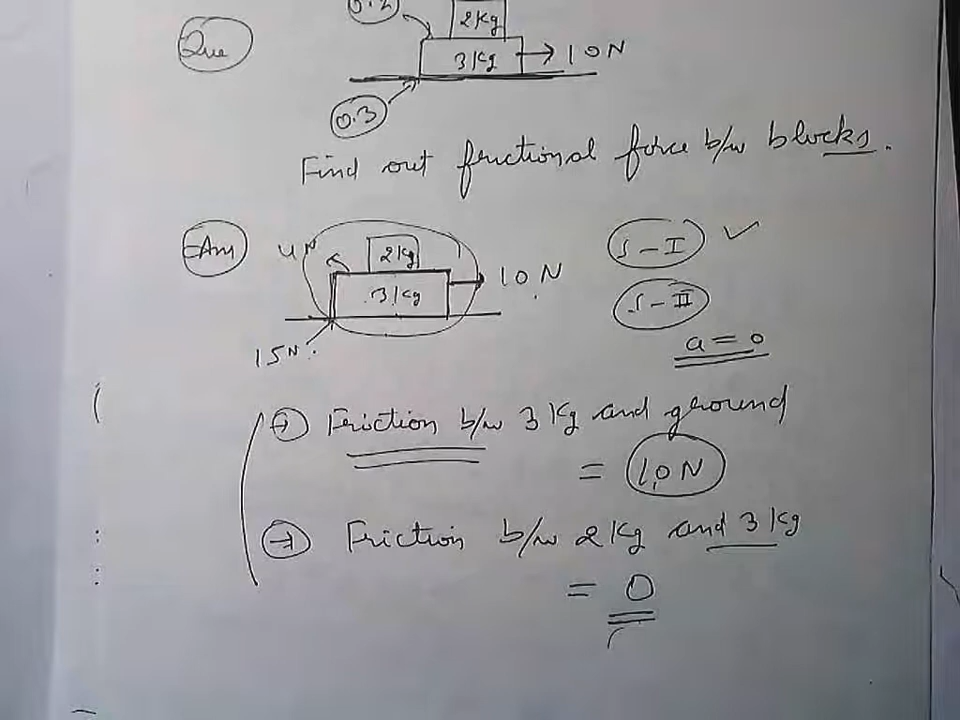 0.2
2Kg
Que
3Kg
10N
0.3
Find out frictional force b/w blocks.
Ans
4N
2Kg
3Kg
10N
S-I ✓
S-II
15N
a = 0
→ Friction b/w 3Kg and ground
= 10N
→ Friction b/w 2Kg and 3Kg
= 0